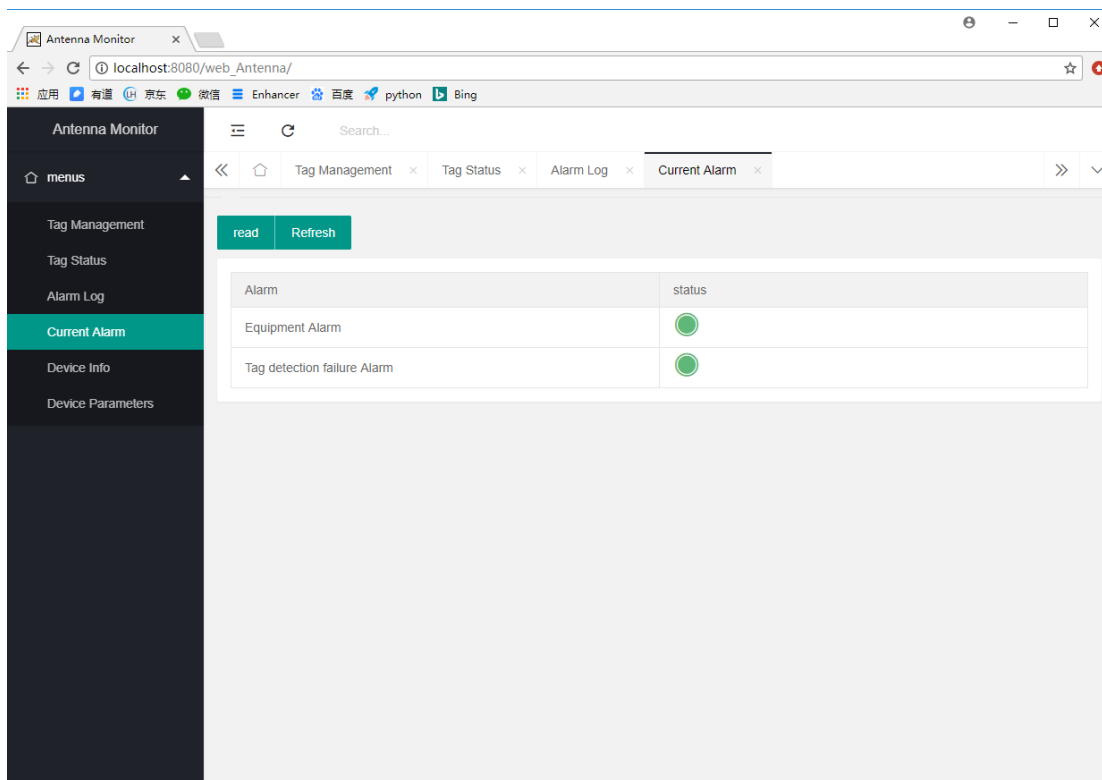 Antenna Monitor
localhost:8080/web_Antenna/
应用 有道 京东 微信 Enhancer 百度 python Bing
Antenna Monitor Search...
menus Tag Management Tag Status Alarm Log Current Alarm
Tag Management
Tag Status
Alarm Log
Current Alarm
Device Info
Device Parameters
read Refresh
Alarm status
Equipment Alarm
Tag detection failure Alarm